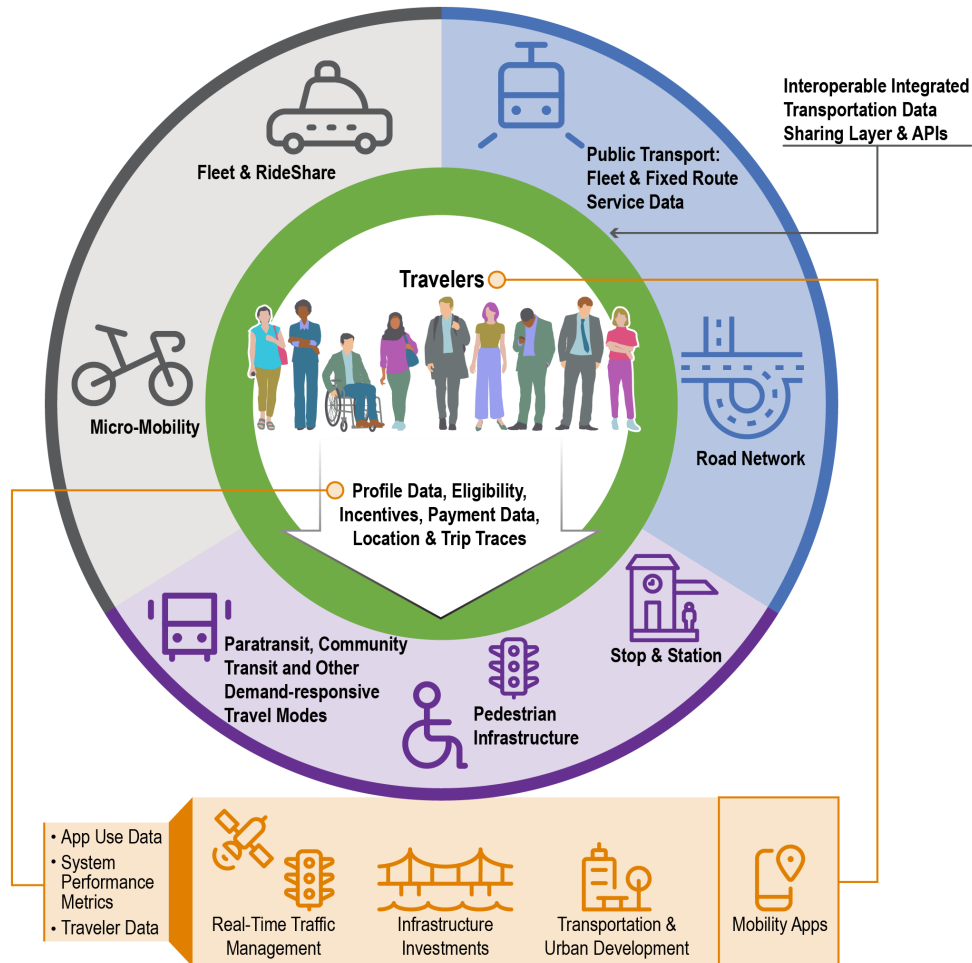 Interoperable Integrated
Transportation Data
Sharing Layer & APIs
Fleet & RideShare
Public Transport:
Fleet & Fixed Route
Service Data
Travelers
Micro-Mobility
Road Network
Profile Data, Eligibility,
Incentives, Payment Data,
Location & Trip Traces
Paratransit, Community
Transit and Other
Demand-responsive
Travel Modes
Pedestrian
Infrastructure
Stop & Station
• App Use Data
• System
Performance
Metrics
• Traveler Data
Real-Time Traffic
Management
Infrastructure
Investments
Transportation &
Urban Development
Mobility Apps